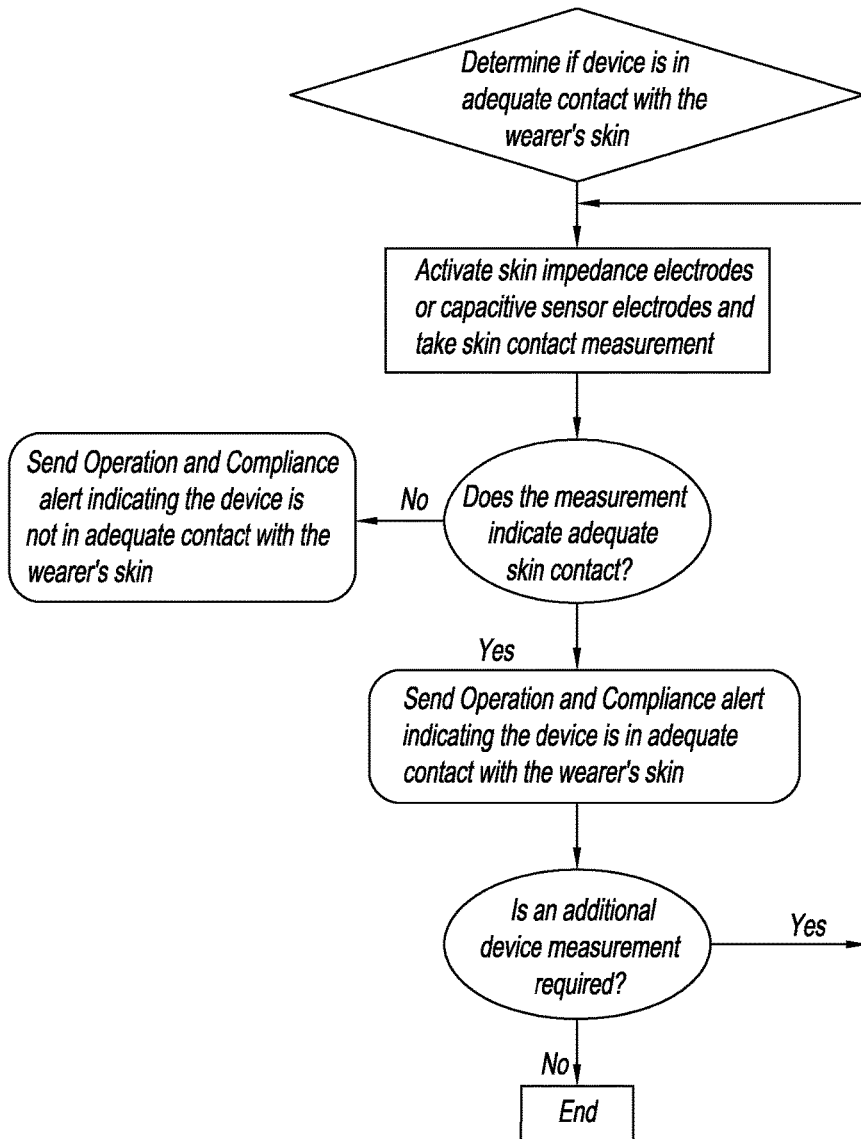 Determine if device is in
adequate contact with the
wearer's skin
Activate skin impedance electrodes
or capacitive sensor electrodes and
take skin contact measurement
Send Operation and Compliance
alert indicating the device is
not in adequate contact with the
wearer's skin
No
Does the measurement
indicate adequate
skin contact?
Yes
Send Operation and Compliance alert
indicating the device is in adequate
contact with the wearer's skin
Is an additional
device measurement
required?
Yes
No
End